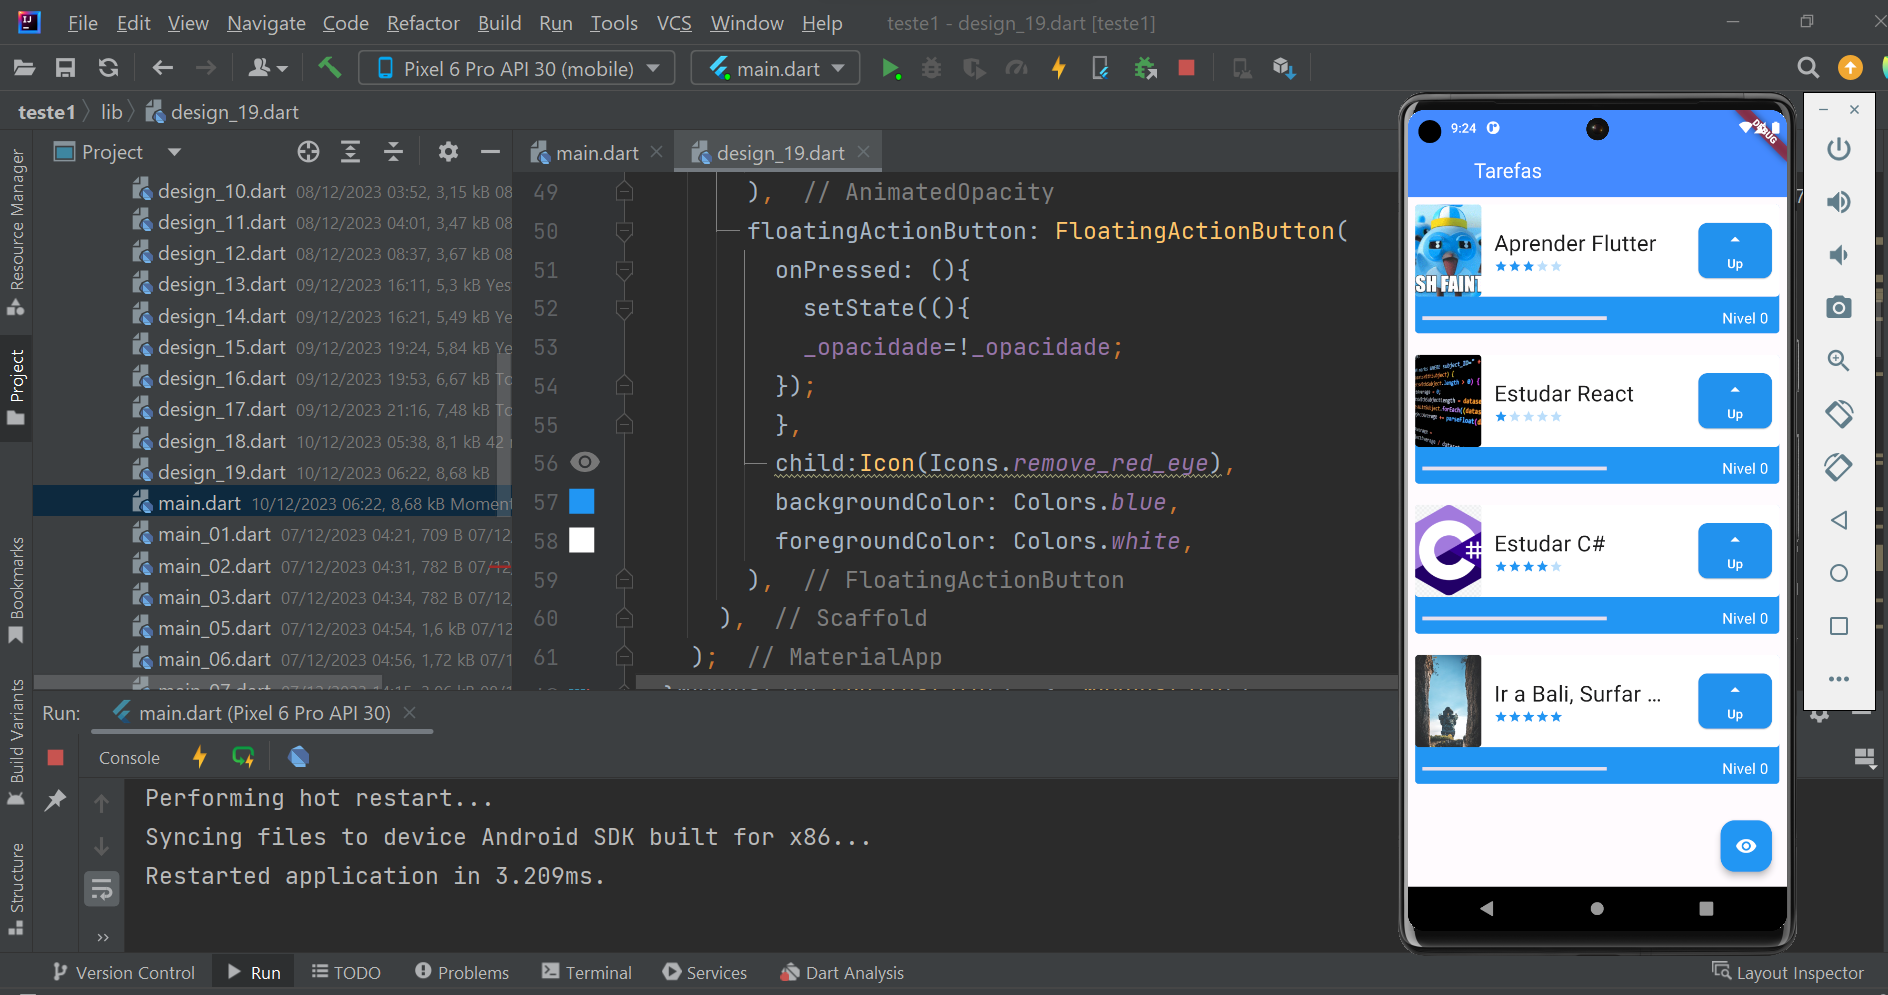 File Edit View Navigate Code Refactor Build Run Tools VCS Window Help teste1 - design_19.dart [teste1]
Pixel 6 Pro API 30 (mobile) main.dart
teste1 lib design_19.dart
Resource Manager
Project
Bookmarks
Build Variants
Structure
Project
design_10.dart 08/12/2023 03:52, 3,15 kB 08
design_11.dart 08/12/2023 04:01, 3,47 kB 08
design_12.dart 08/12/2023 08:37, 3,67 kB 08
design_13.dart 09/12/2023 16:11, 5,3 kB Yes
design_14.dart 09/12/2023 16:21, 5,49 kB Ye
design_15.dart 09/12/2023 19:24, 5,84 kB Ye
design_16.dart 09/12/2023 19:53, 6,67 kB To
design_17.dart 09/12/2023 21:16, 7,48 kB To
design_18.dart 10/12/2023 05:38, 8,1 kB 42
design_19.dart 10/12/2023 06:22, 8,68 kB
main.dart 10/12/2023 06:22, 8,68 kB Moment
main_01.dart 07/12/2023 04:21, 709 B 07/12
main_02.dart 07/12/2023 04:31, 782 B 07/12
main_03.dart 07/12/2023 04:34, 782 B 07/12,
main_05.dart 07/12/2023 04:54, 1,6 kB 07/12
main_06.dart 07/12/2023 04:56, 1,72 kB 07/1
main.dart design_19.dart
49 ), // AnimatedOpacity
50 floatingActionButton: FloatingActionButton(
51 onPressed: (){
52 setState((){
53 _opacidade=!_opacidade;
54 });
55 },
56 child:Icon(Icons.remove_red_eye),
57 backgroundColor: Colors.blue,
58 foregroundColor: Colors.white,
59 ), // FloatingActionButton
60 ), // Scaffold
61 ); // MaterialApp
Run: main.dart (Pixel 6 Pro API 30)
Console
Performing hot restart...
Syncing files to device Android SDK built for x86...
Restarted application in 3.209ms.
Version Control Run TODO Problems Terminal Services Dart Analysis Layout Inspector
9:24
DEBUG
Tarefas
SH FAINT
Aprender Flutter
Up
Nivel 0
Estudar React
Up
Nivel 0
C#
Estudar C#
Up
Nivel 0
Ir a Bali, Surfar ...
Up
Nivel 0